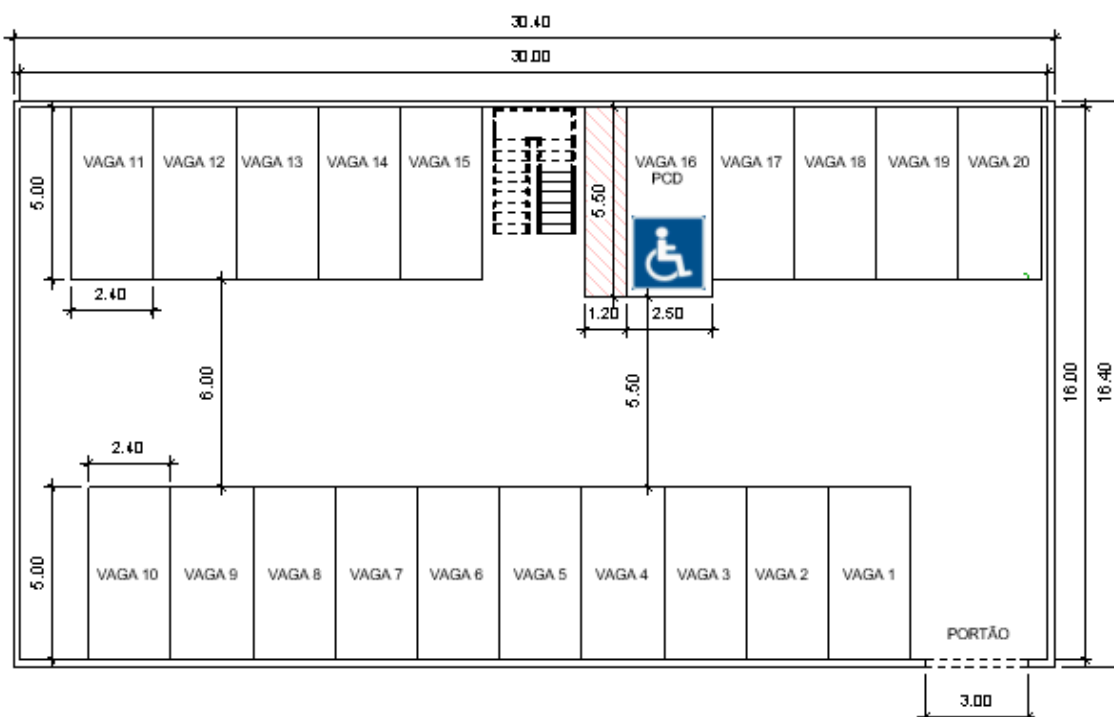 30.40
30.00
VAGA 11
VAGA 12
VAGA 13
VAGA 14
VAGA 15
VAGA 16
PCD
VAGA 17
VAGA 18
VAGA 19
VAGA 20
5.00
5.50
2.40
1.20
2.50
6.00
5.50
16.00
16.40
2.40
5.00
VAGA 10
VAGA 9
VAGA 8
VAGA 7
VAGA 6
VAGA 5
VAGA 4
VAGA 3
VAGA 2
VAGA 1
PORTÃO
3.00